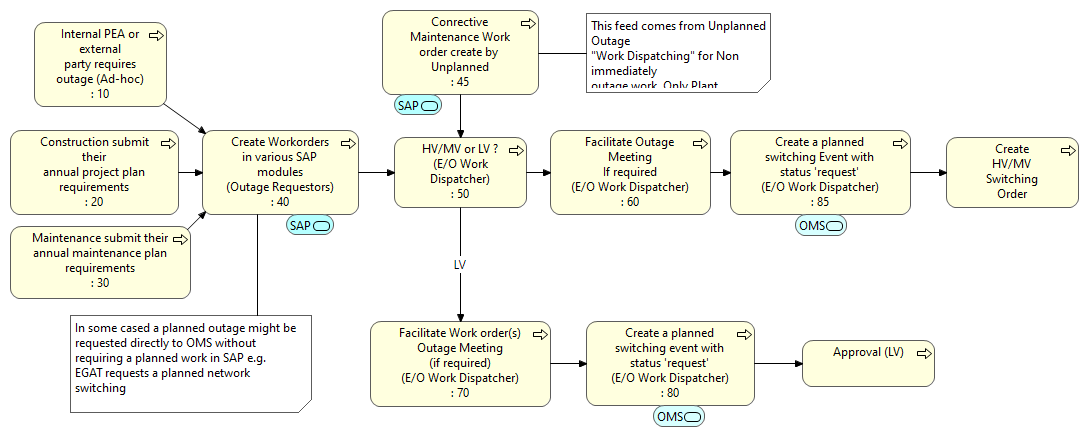 Internal PEA or
external
party requires
outage (Ad-hoc)
: 10
Conrective
Maintenance Work
order create by
Unplanned
: 45
SAP
This feed comes from Unplanned
Outage
"Work Dispatching" for Non
immediately
outage work. Only Plant
Construction submit
their
annual project plan
requirements
: 20
Create Workorders
in various SAP
modules
(Outage Requestors)
: 40
SAP
HV/MV or LV ?
(E/O Work
Dispatcher)
: 50
Facilitate Outage
Meeting
If required
(E/O Work Dispatcher)
: 60
Create a planned
switching Event with
status 'request'
(E/O Work Dispatcher)
: 85
OMS
Create
HV/MV
Switching
Order
Maintenance submit their
annual maintenance plan
requirements
: 30
LV
In some cased a planned outage might be
requested directly to OMS without
requiring a planned work in SAP e.g.
EGAT requests a planned network
switching
Facilitate Work order(s)
Outage Meeting
(if required)
(E/O Work Dispatcher)
: 70
Create a planned
switching event with
status 'request'
(E/O Work Dispatcher)
: 80
OMS
Approval (LV)